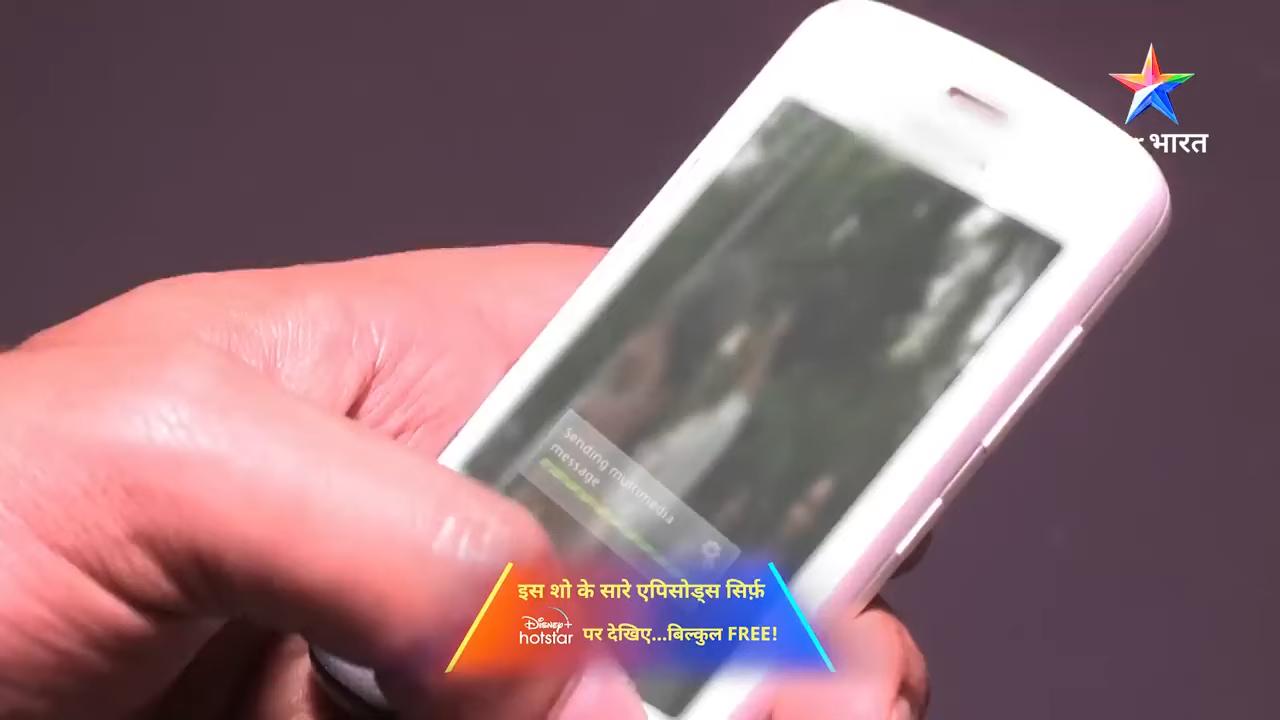 भारत
Sending multimedia
message
इस शो के सारे एपिसोड्स सिर्फ़
Disney+
hotstar पर देखिए...बिल्कुल FREE!